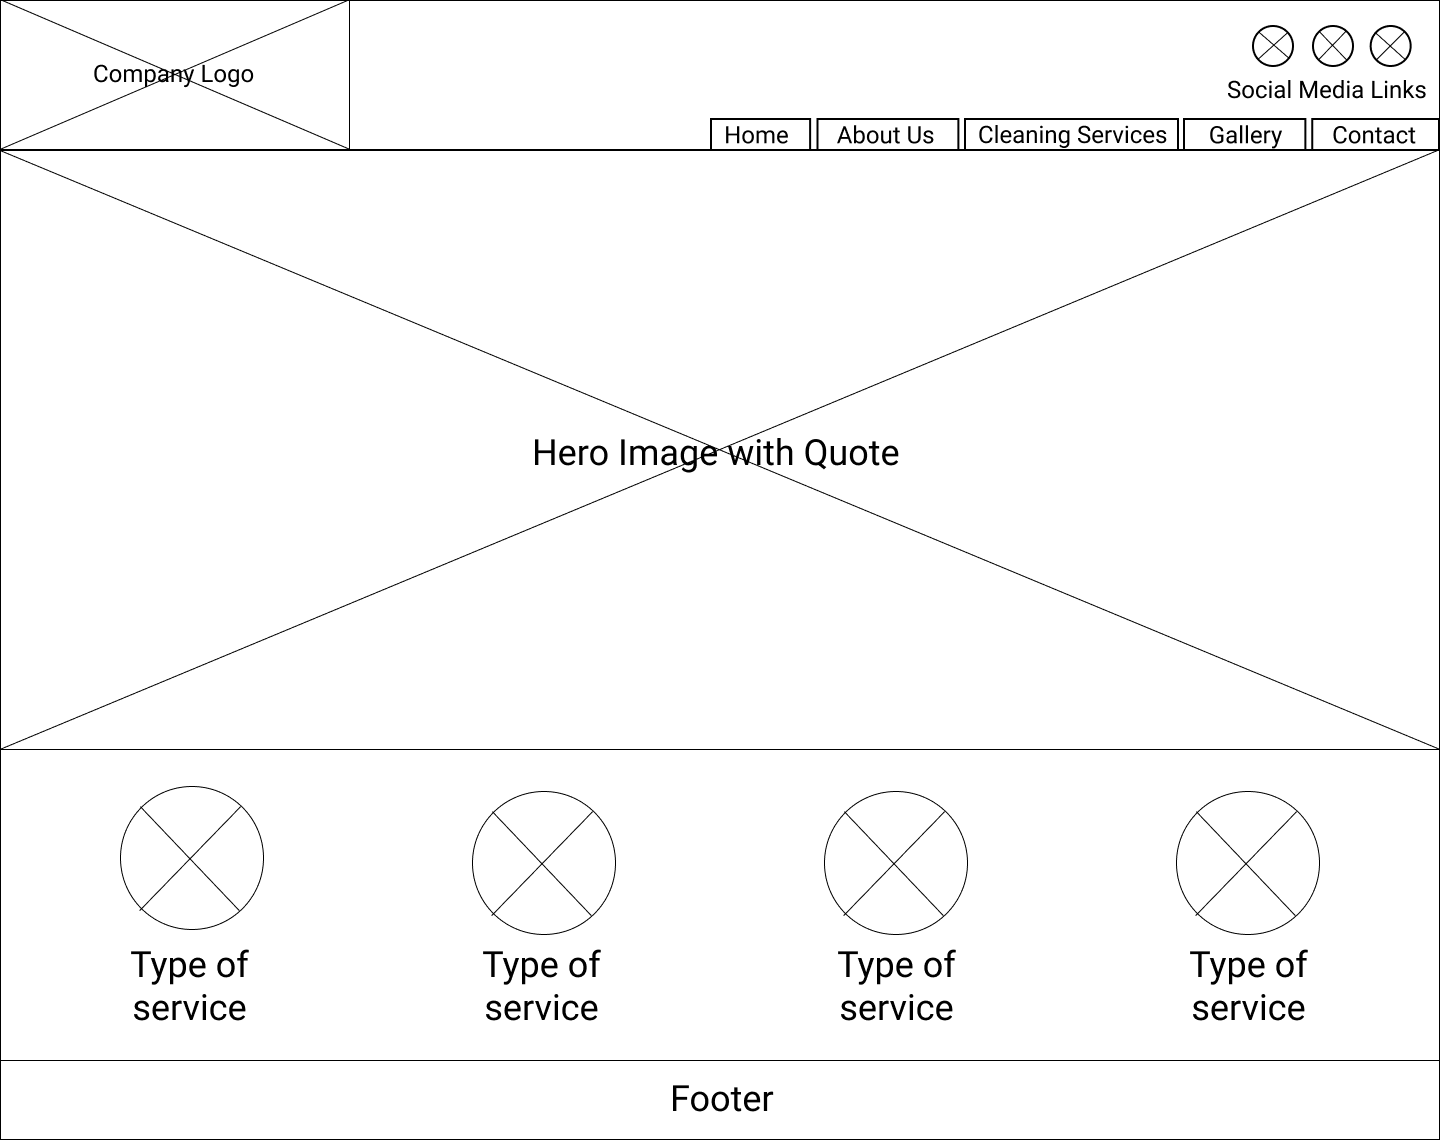 Company Logo
Social Media Links
Home
About Us
Cleaning Services
Gallery
Contact
Hero Image with Quote
Type of
service
Type of
service
Type of
service
Type of
service
Footer